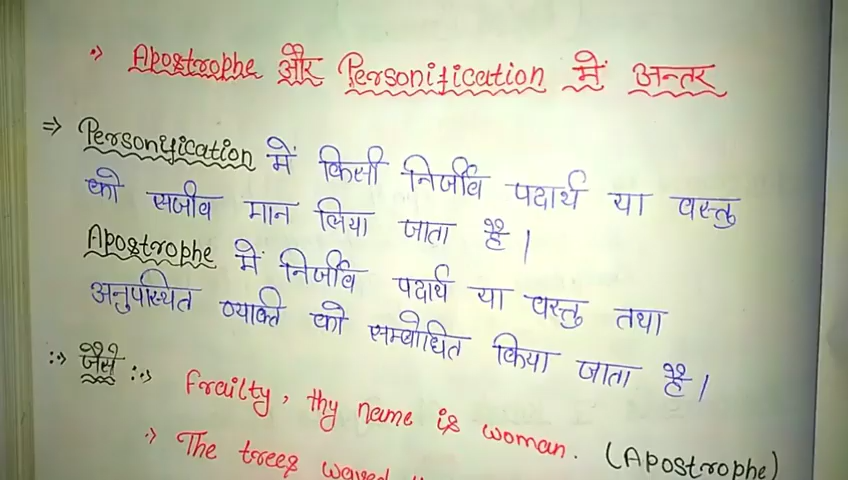 Apostrophe और Personification में अन्तर
⇒ Personification में किसी निर्जीव पदार्थ या वस्तु
को सजीव मान लिया जाता है।
Apostrophe में निर्जीव पदार्थ या वस्तु तथा
अनुपस्थित व्यक्ति को सम्बोधित किया जाता है।
जैसे
Frailty, thy name is woman. (Apostrophe)
The trees waved